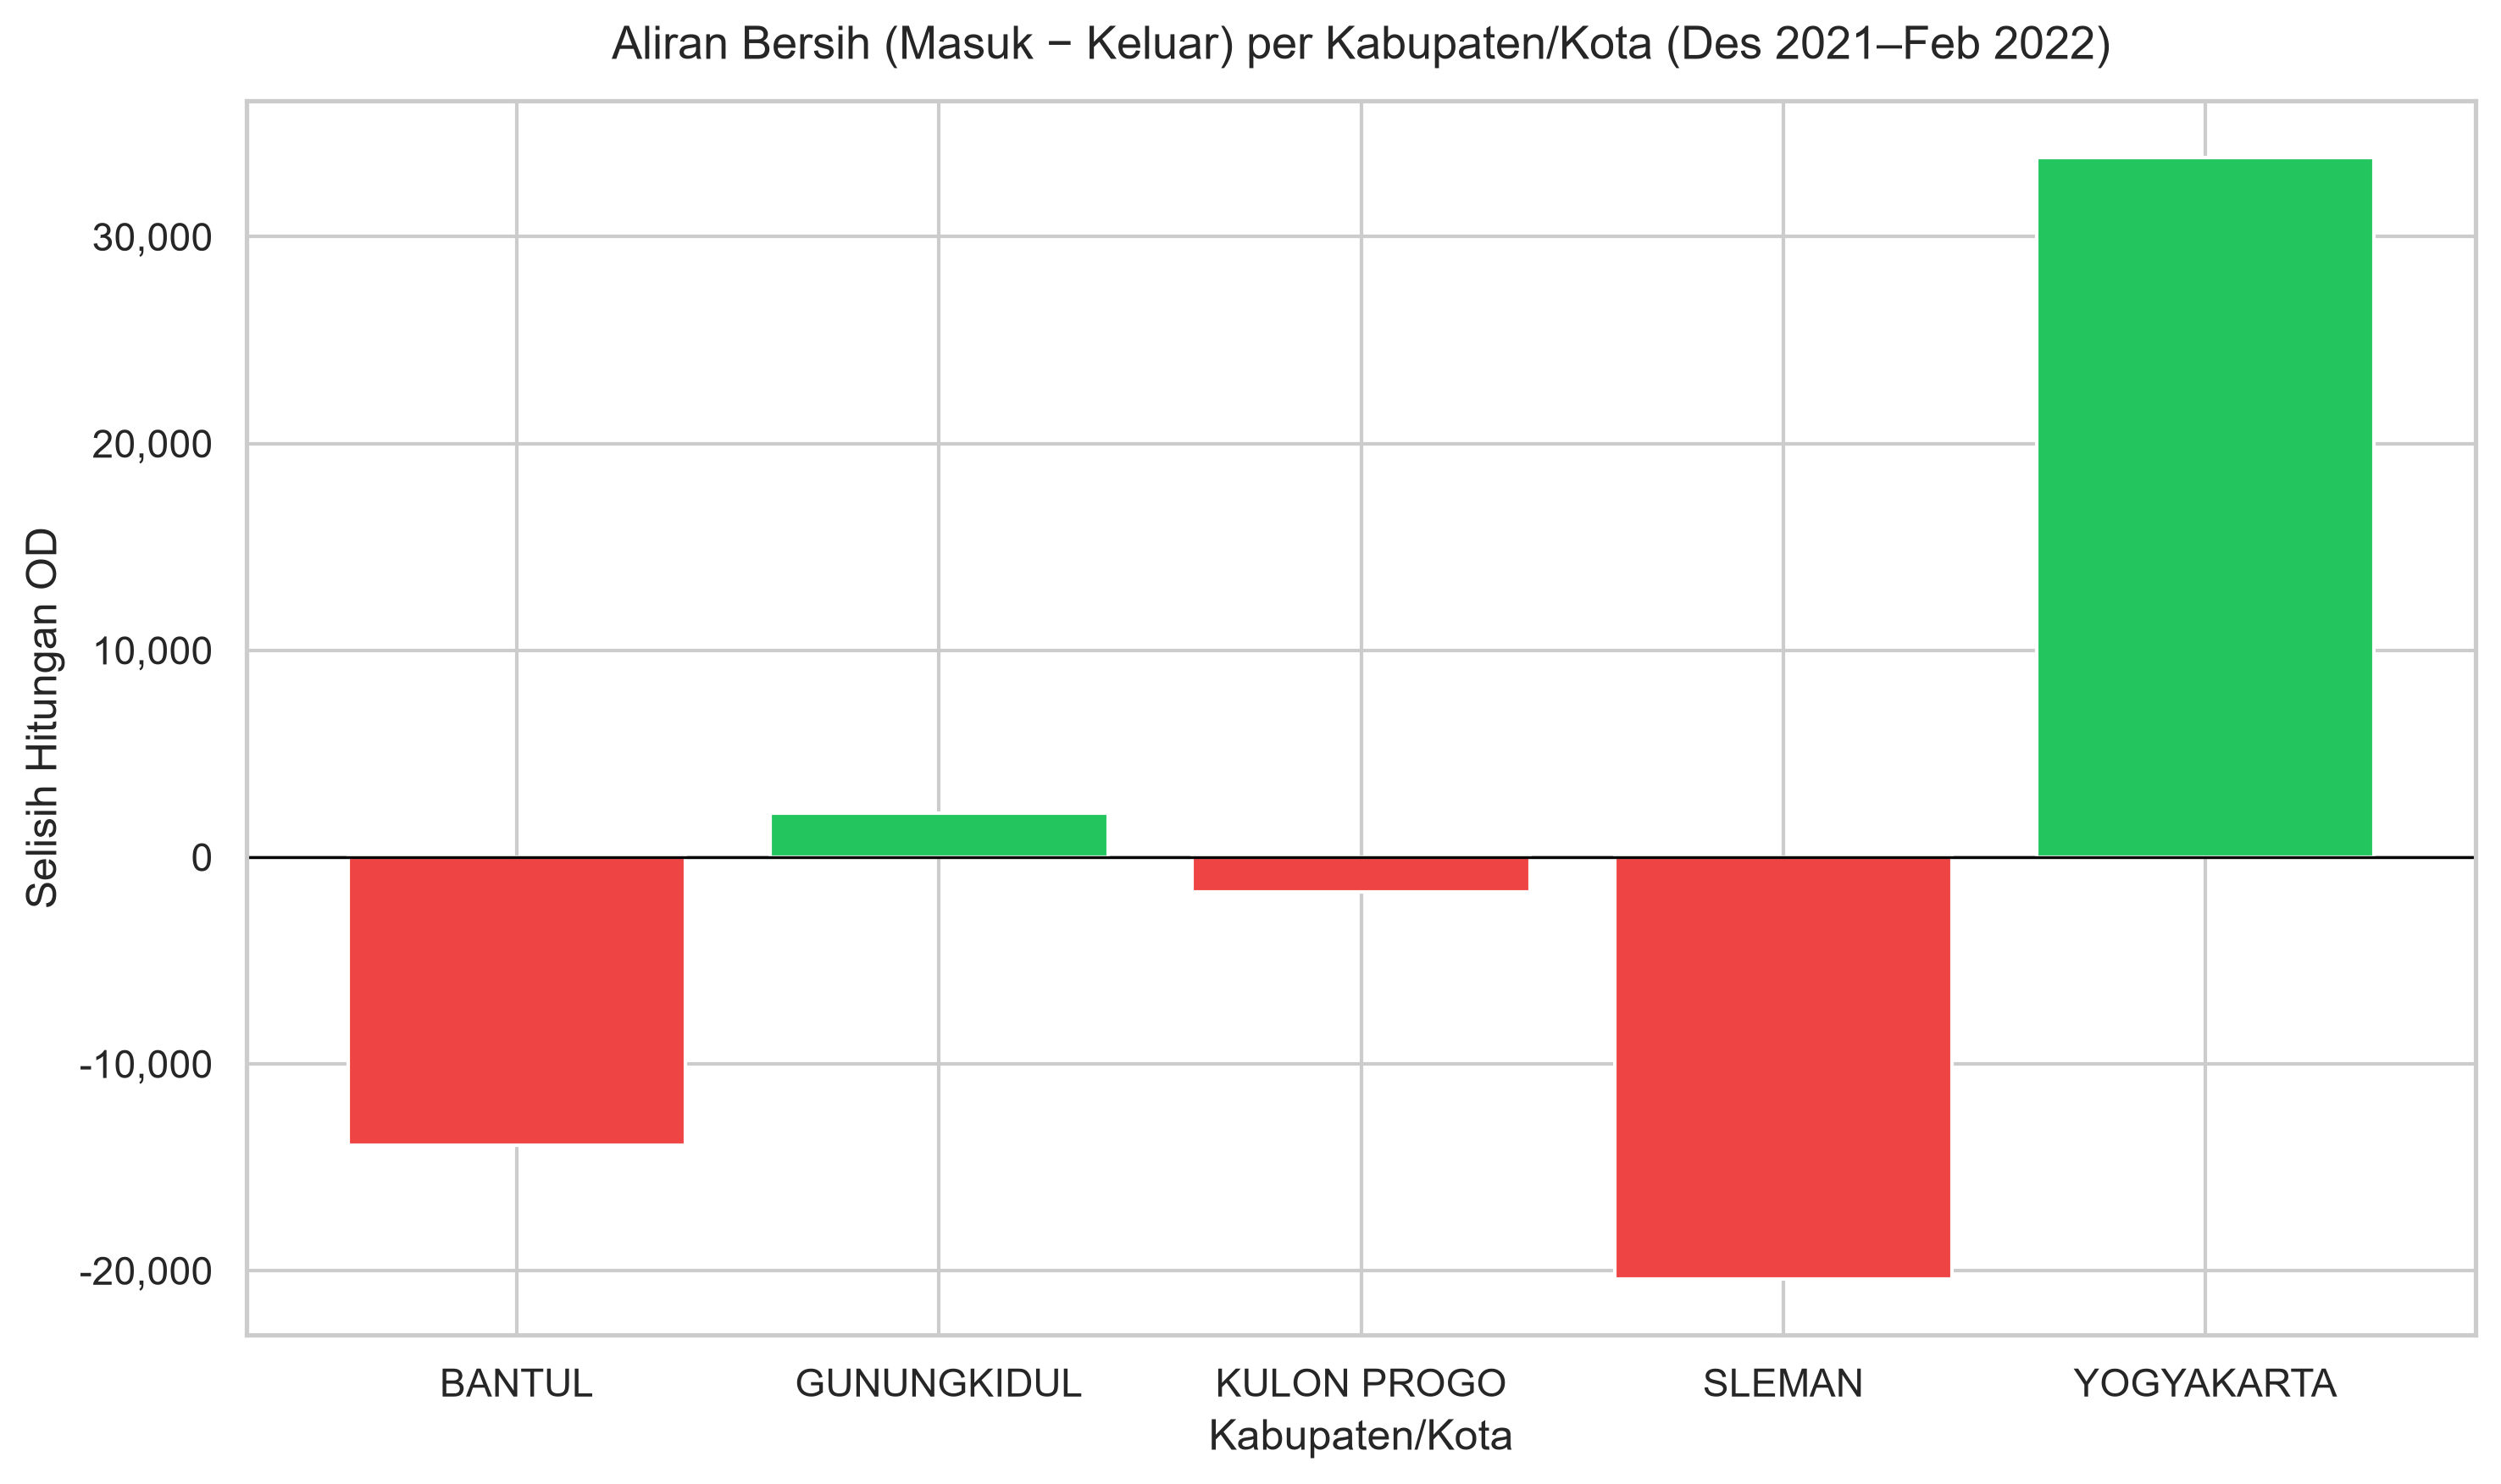 Aliran Bersih (Masuk − Keluar) per Kabupaten/Kota (Des 2021–Feb 2022)
Selisih Hitungan OD
30,000
20,000
10,000
0
-10,000
-20,000
BANTUL
GUNUNGKIDUL
KULON PROGO
SLEMAN
YOGYAKARTA
Kabupaten/Kota